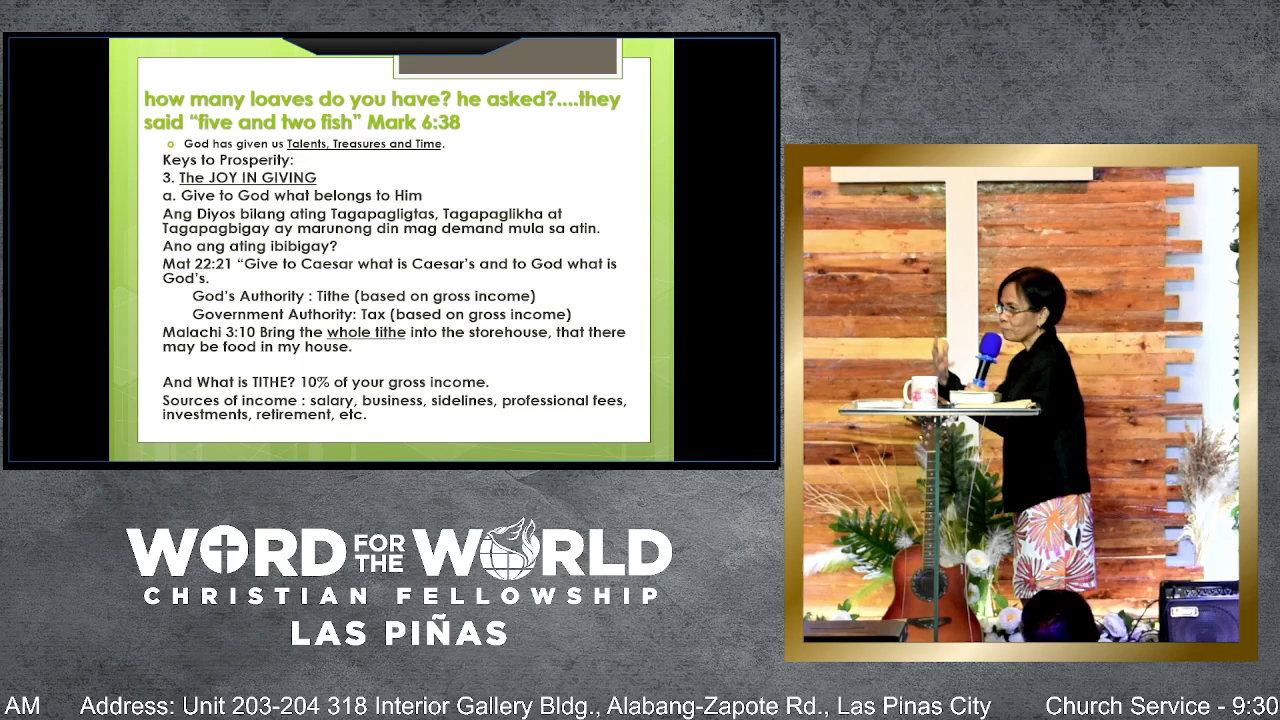 how many loaves do you have? he asked?....they
said “five and two fish” Mark 6:38
God has given us Talents, Treasures and Time.
Keys to Prosperity:
3. The JOY IN GIVING
a. Give to God what belongs to Him
Ang Diyos bilang ating Tagapagligtas, Tagapaglikha at
Tagapagbigay ay marunong din mag demand mula sa atin.
Ano ang ating ibibigay?
Mat 22:21 “Give to Caesar what is Caesar’s and to God what is
God’s.
God’s Authority : Tithe (based on gross income)
Government Authority: Tax (based on gross income)
Malachi 3:10 Bring the whole tithe into the storehouse, that there
may be food in my house.
And What is TITHE? 10% of your gross income.
Sources of income : salary, business, sidelines, professional fees,
investments, retirement, etc.
WORD FOR THE WORLD
CHRISTIAN FELLOWSHIP
LAS PIÑAS
AM Address: Unit 203-204 318 Interior Gallery Bldg., Alabang-Zapote Rd., Las Pinas City Church Service - 9:30